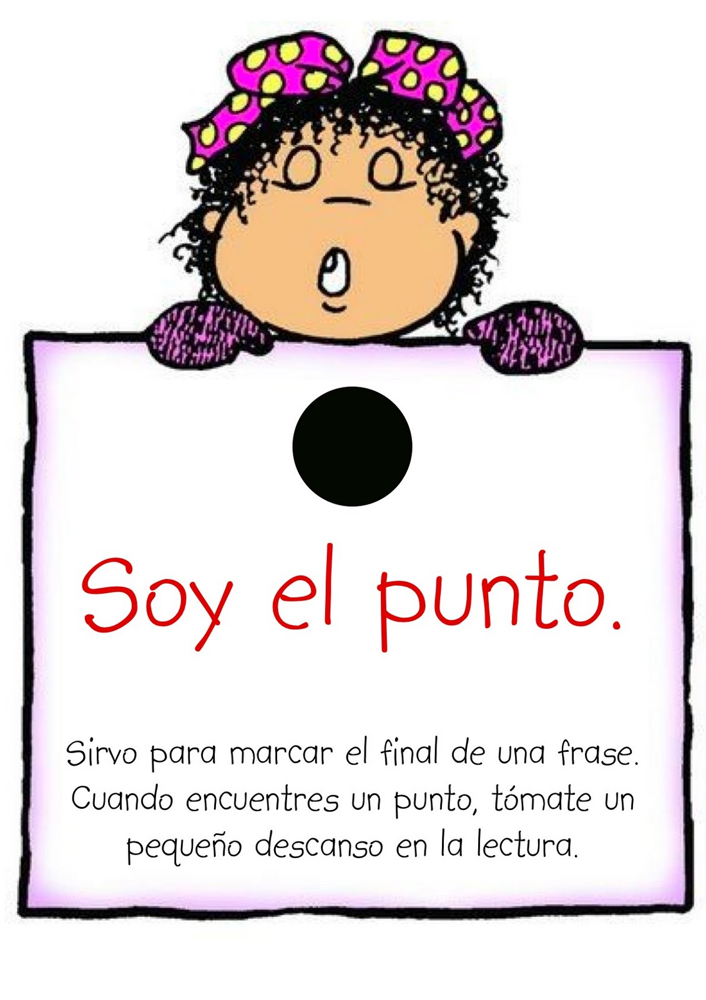 Soy el punto.
Sirvo para marcar el final de una frase.
Cuando encuentres un punto, tómate un
pequeño descanso en la lectura.